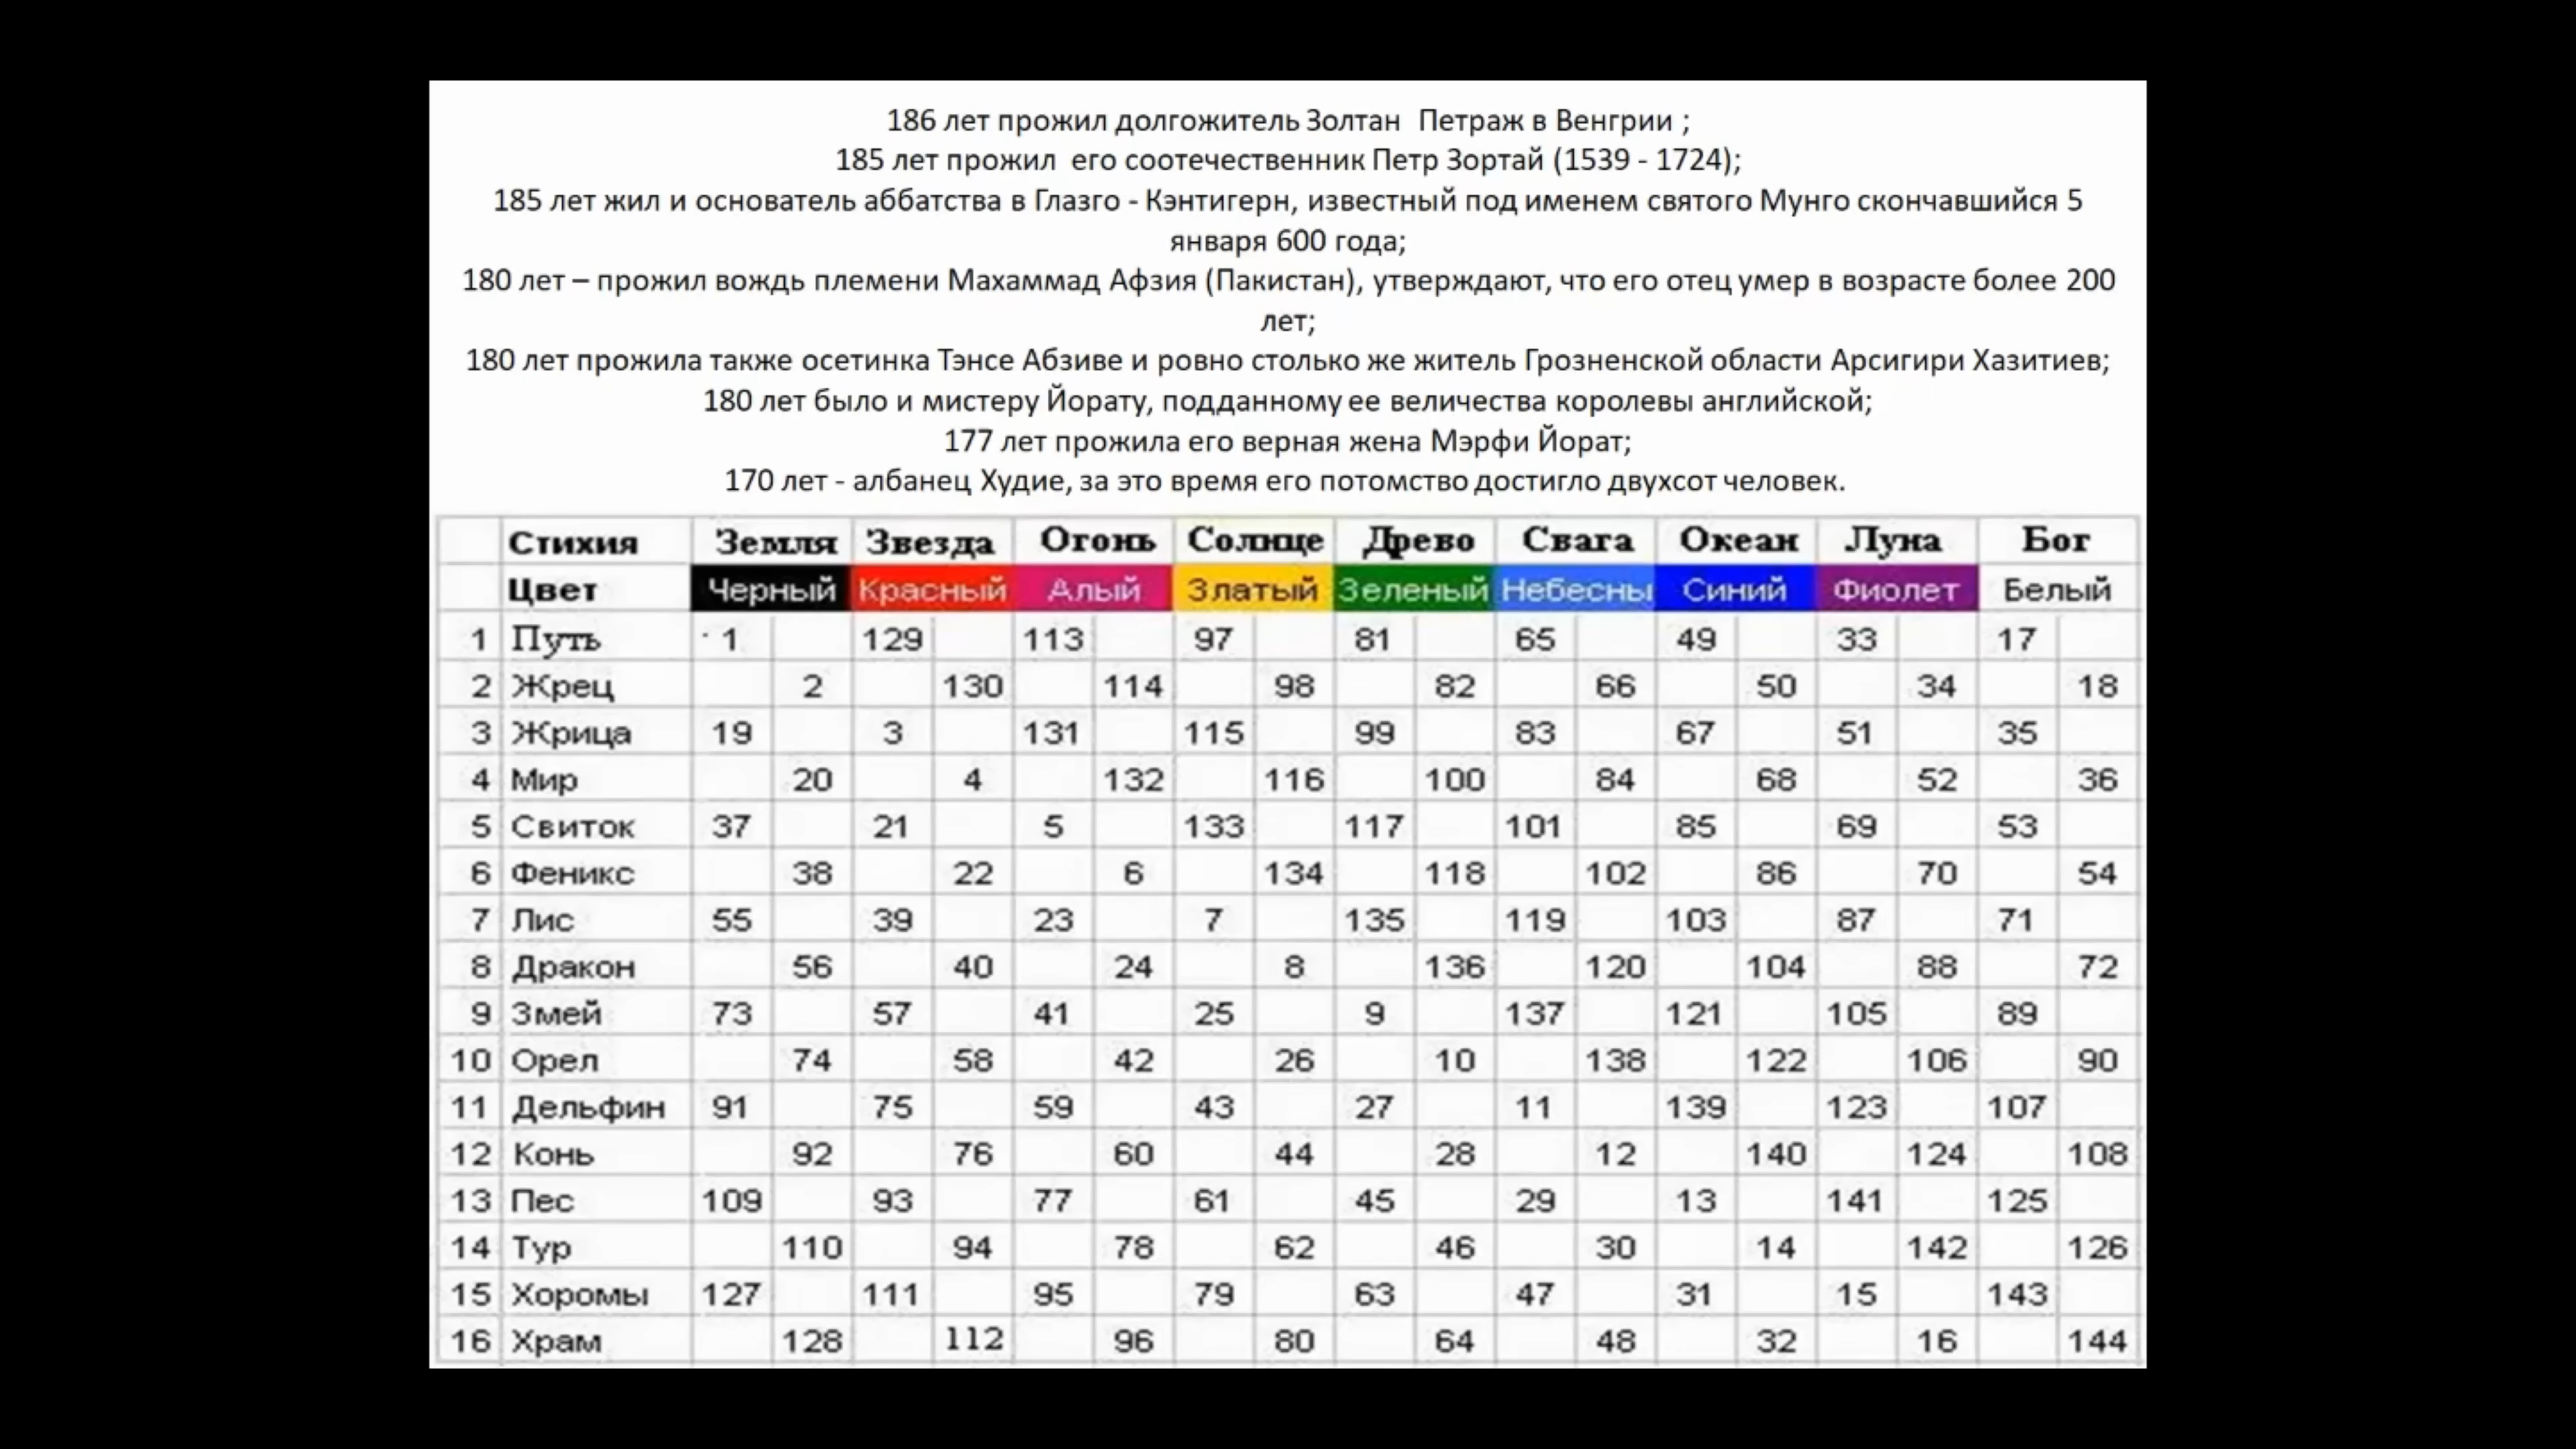 186 лет прожил долгожитель Золтан Петраж в Венгрии ;
185 лет прожил его соотечественник Петр Зортай (1539 - 1724);
185 лет жил и основатель аббатства в Глазго - Кэнтигерн, известный под именем святого Мунго скончавшийся 5
января 600 года;
180 лет – прожил вождь племени Махаммад Афзия (Пакистан), утверждают, что его отец умер в возрасте более 200
лет;
180 лет прожила также осетинка Тэнсе Абзиве и ровно столько же житель Грозненской области Арсигири Хазитиев;
180 лет было и мистеру Йорату, подданному ее величества королевы английской;
177 лет прожила его верная жена Мэрфи Йорат;
170 лет - албанец Худие, за это время его потомство достигло двухсот человек.
Стихия Земля Звезда Огонь Солнце Древо Свага Океан Луна Бог
Цвет Черный Красный Алый Златый Зеленый Небесны Синий Фиолет Белый
1 Путь 1 129 113 97 81 65 49 33 17
2 Жрец 2 130 114 98 82 66 50 34 18
3 Жрица 19 3 131 115 99 83 67 51 35
4 Мир 20 4 132 116 100 84 68 52 36
5 Свиток 37 21 5 133 117 101 85 69 53
6 Феникс 38 22 6 134 118 102 86 70 54
7 Лис 55 39 23 7 135 119 103 87 71
8 Дракон 56 40 24 8 136 120 104 88 72
9 Змей 73 57 41 25 9 137 121 105 89
10 Орел 74 58 42 26 10 138 122 106 90
11 Дельфин 91 75 59 43 27 11 139 123 107
12 Конь 92 76 60 44 28 12 140 124 108
13 Пес 109 93 77 61 45 29 13 141 125
14 Тур 110 94 78 62 46 30 14 142 126
15 Хоромы 127 111 95 79 63 47 31 15 143
16 Храм 128 112 96 80 64 48 32 16 144